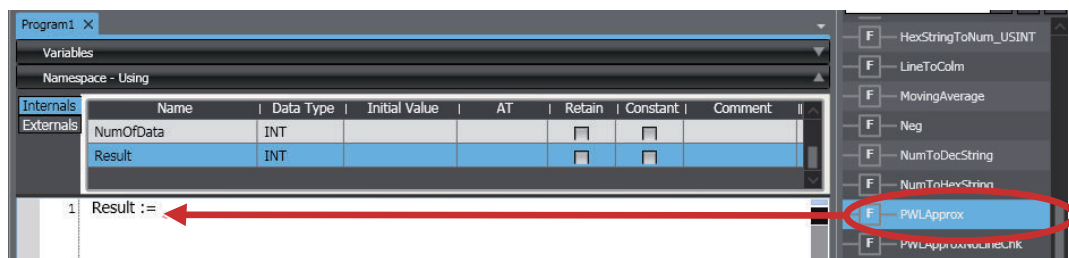 Program1 X
Variables
Namespace - Using
Internals
Externals
Name | Data Type | Initial Value | AT | Retain | Constant | Comment
NumOfData INT
Result INT
1 Result :=
F HexStringToNum_USINT
F LineToColm
F MovingAverage
F Neg
F NumToDecString
F NumToHexString
F PWLApprox
F PWLApproxNoLineChk